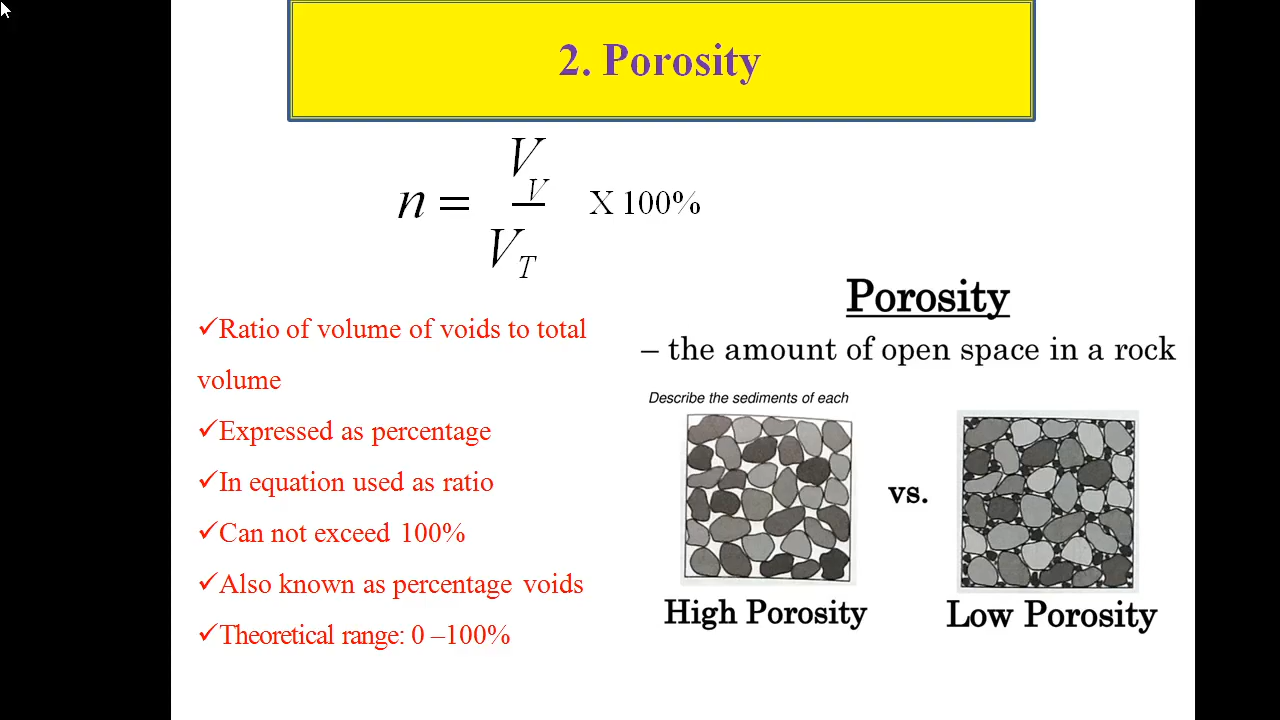 2. Porosity
n = V_V / V_T X 100%
✓Ratio of volume of voids to total
volume
✓Expressed as percentage
✓In equation used as ratio
✓Can not exceed 100%
✓Also known as percentage voids
✓Theoretical range: 0 –100%
Porosity
– the amount of open space in a rock
Describe the sediments of each
vs.
High Porosity
Low Porosity